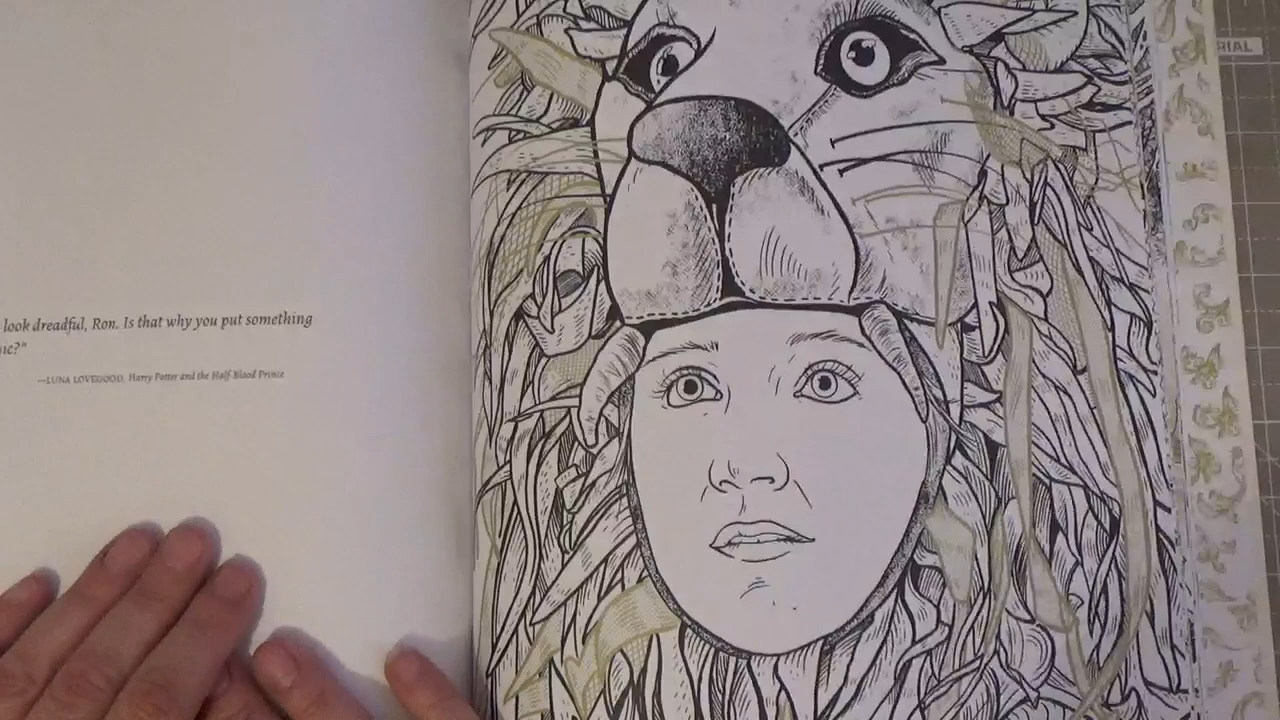 look dreadful, Ron. Is that why you put something
?"
—LUNA LOVEGOOD, Harry Potter and the Half-Blood Prince
RIAL